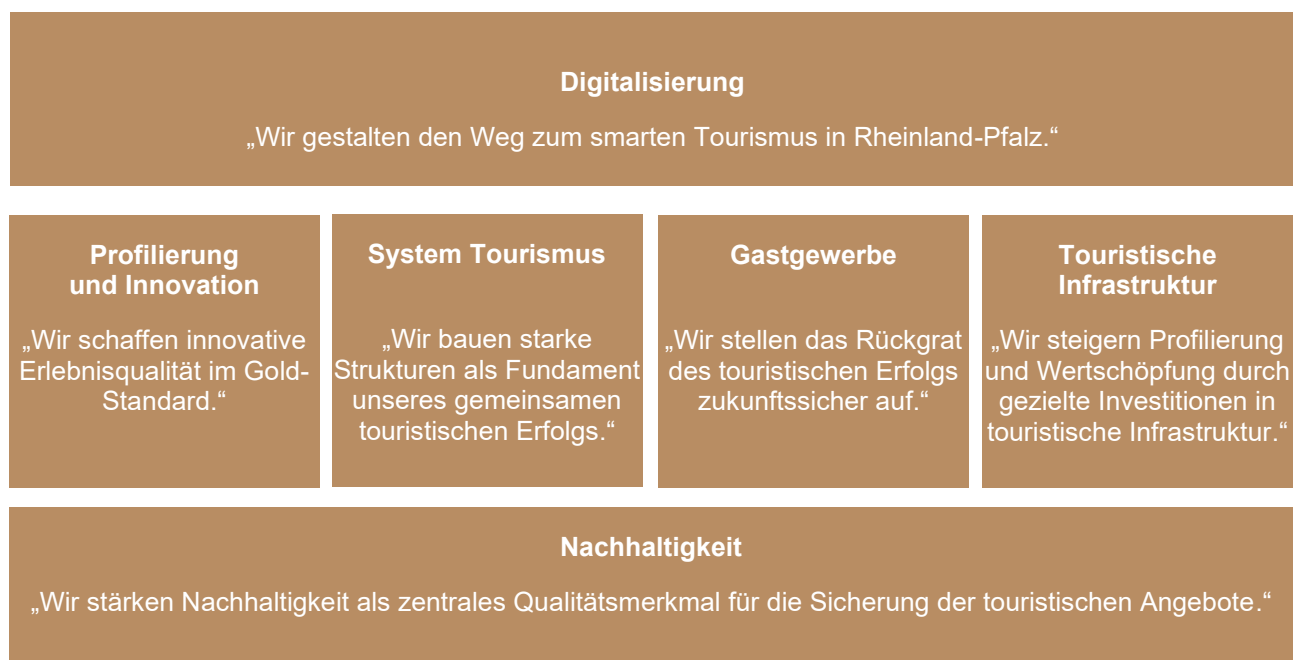 Digitalisierung
„Wir gestalten den Weg zum smarten Tourismus in Rheinland-Pfalz.“
Profilierung
und Innovation
„Wir schaffen innovative
Erlebnisqualität im Gold-
Standard.“
System Tourismus
„Wir bauen starke
Strukturen als Fundament
unseres gemeinsamen
touristischen Erfolgs.“
Gastgewerbe
„Wir stellen das Rückgrat
des touristischen Erfolgs
zukunftssicher auf.“
Touristische
Infrastruktur
„Wir steigern Profilierung
und Wertschöpfung durch
gezielte Investitionen in
touristische Infrastruktur.“
Nachhaltigkeit
„Wir stärken Nachhaltigkeit als zentrales Qualitätsmerkmal für die Sicherung der touristischen Angebote.“